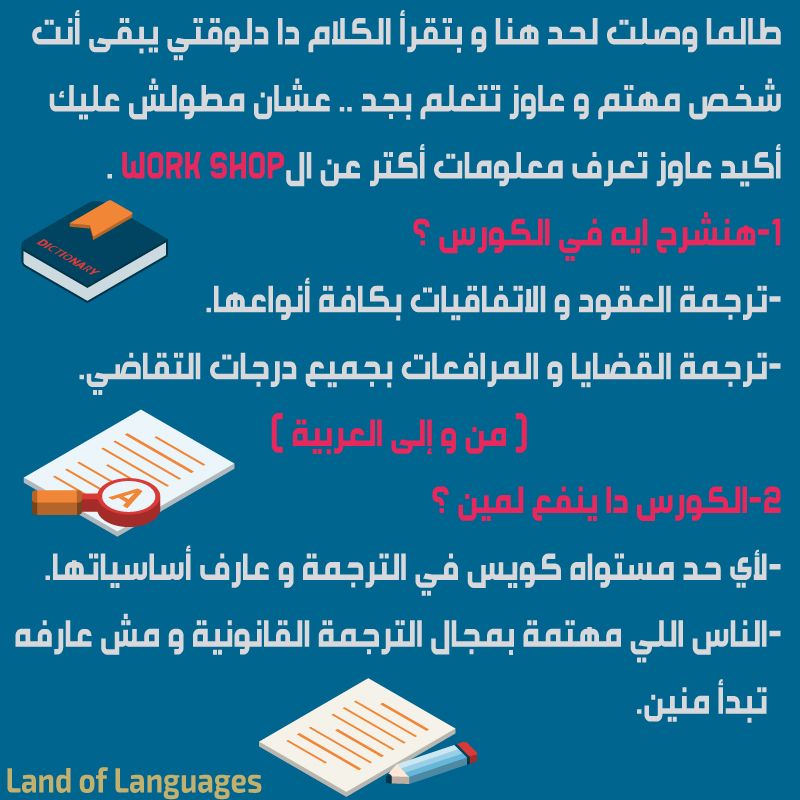 طالما وصلت لحد هنا و بتقرأ الكلام دا دلوقتي يبقى أنت
شخص مهتم و عاوز تتعلم بجد .. عشان مطولش عليك
أكيد عاوز تعرف معلومات أكتر عن الWORK SHOP .
1-هنشرح ايه في الكورس ؟
DICTIONARY
-ترجمة العقود و الاتفاقيات بكافة أنواعها.
-ترجمة القضايا و المرافعات بجميع درجات التقاضي.
( من و إلى العربية )
A
2-الكورس دا ينفع لمين ؟
-لأي حد مستواه كويس في الترجمة و عارف أساسياتها.
-الناس اللي مهتمة بمجال الترجمة القانونية و مش عارفه
تبدأ منين.
Land of Languages